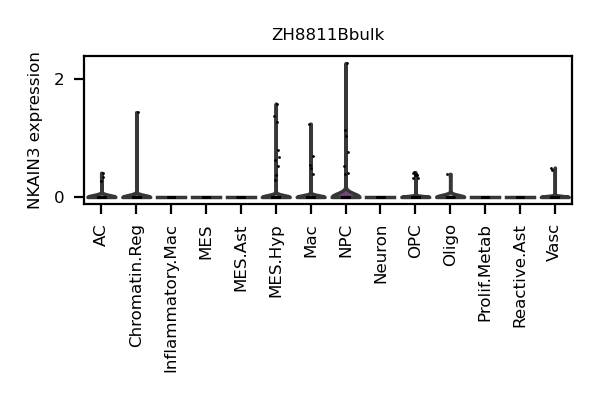 ZH8811Bbulk
NKAIN3 expression
2
0
AC
Chromatin.Reg
Inflammatory.Mac
MES
MES.Ast
MES.Hyp
Mac
NPC
Neuron
OPC
Oligo
Prolif.Metab
Reactive.Ast
Vasc